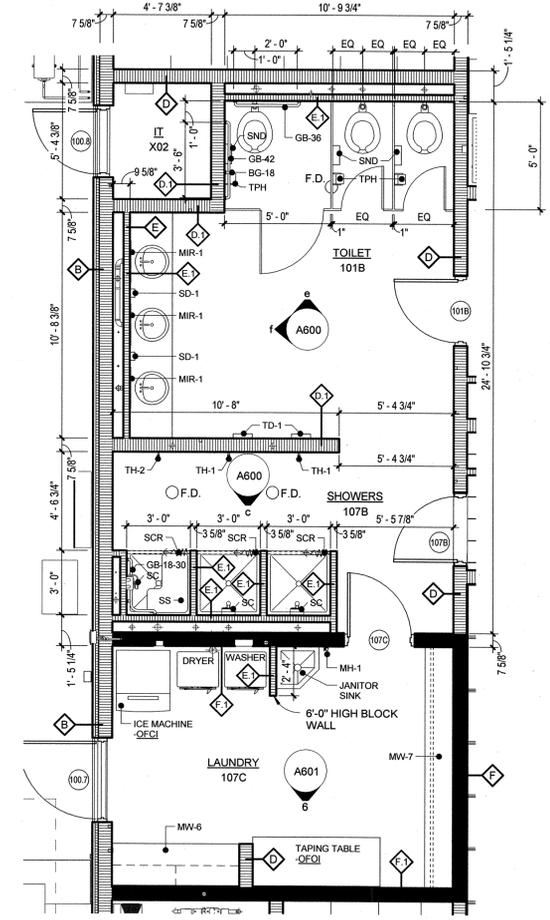 4' - 7 3/8"
10' - 9 3/4"
7 5/8"
7 5/8"
7 5/8"
2' - 0"
EQ
EQ
EQ
EQ
1' - 0"
1' - 5 1/4"
7 5/8"
D
E.1
GB-36
IT
X02
1' - 0"
SND
100.8
5' - 4 3/8"
3' - 6"
GB-42
SND
5' - 0"
9 5/8"
BG-18
F.D.
TPH
D.1
TPH
7 5/8"
E
D.1
5' - 0"
EQ
EQ
1"
1"
MIR-1
TOILET
101B
D
B
E.1
SD-1
e
101B
MIR-1
f
A600
10' - 8 3/8"
SD-1
24' - 10 3/4"
MIR-1
D.1
10' - 8"
5' - 4 3/4"
TD-1
7 5/8"
TH-2
TH-1
A600
TH-1
5' - 4 3/4"
F.D.
F.D.
c
SHOWERS
107B
4' - 6 3/4"
3' - 0"
3' - 0"
3' - 0"
5' - 5 7/8"
SCR
3 5/8"
SCR
3 5/8"
SCR
107B
GB-18-30
SC
E.1
E.1
E.1
E.1
3' - 0"
SS
SC
SC
D
107C
1' - 5 1/4"
7 5/8"
DRYER
WASHER
E.1
2' - 4"
MH-1
JANITOR
SINK
F.1
B
ICE MACHINE
-OFCI
6'-0" HIGH BLOCK
WALL
LAUNDRY
107C
A601
6
MW-7
100.7
F
MW-6
TAPING TABLE
-OFOI
D
F.1